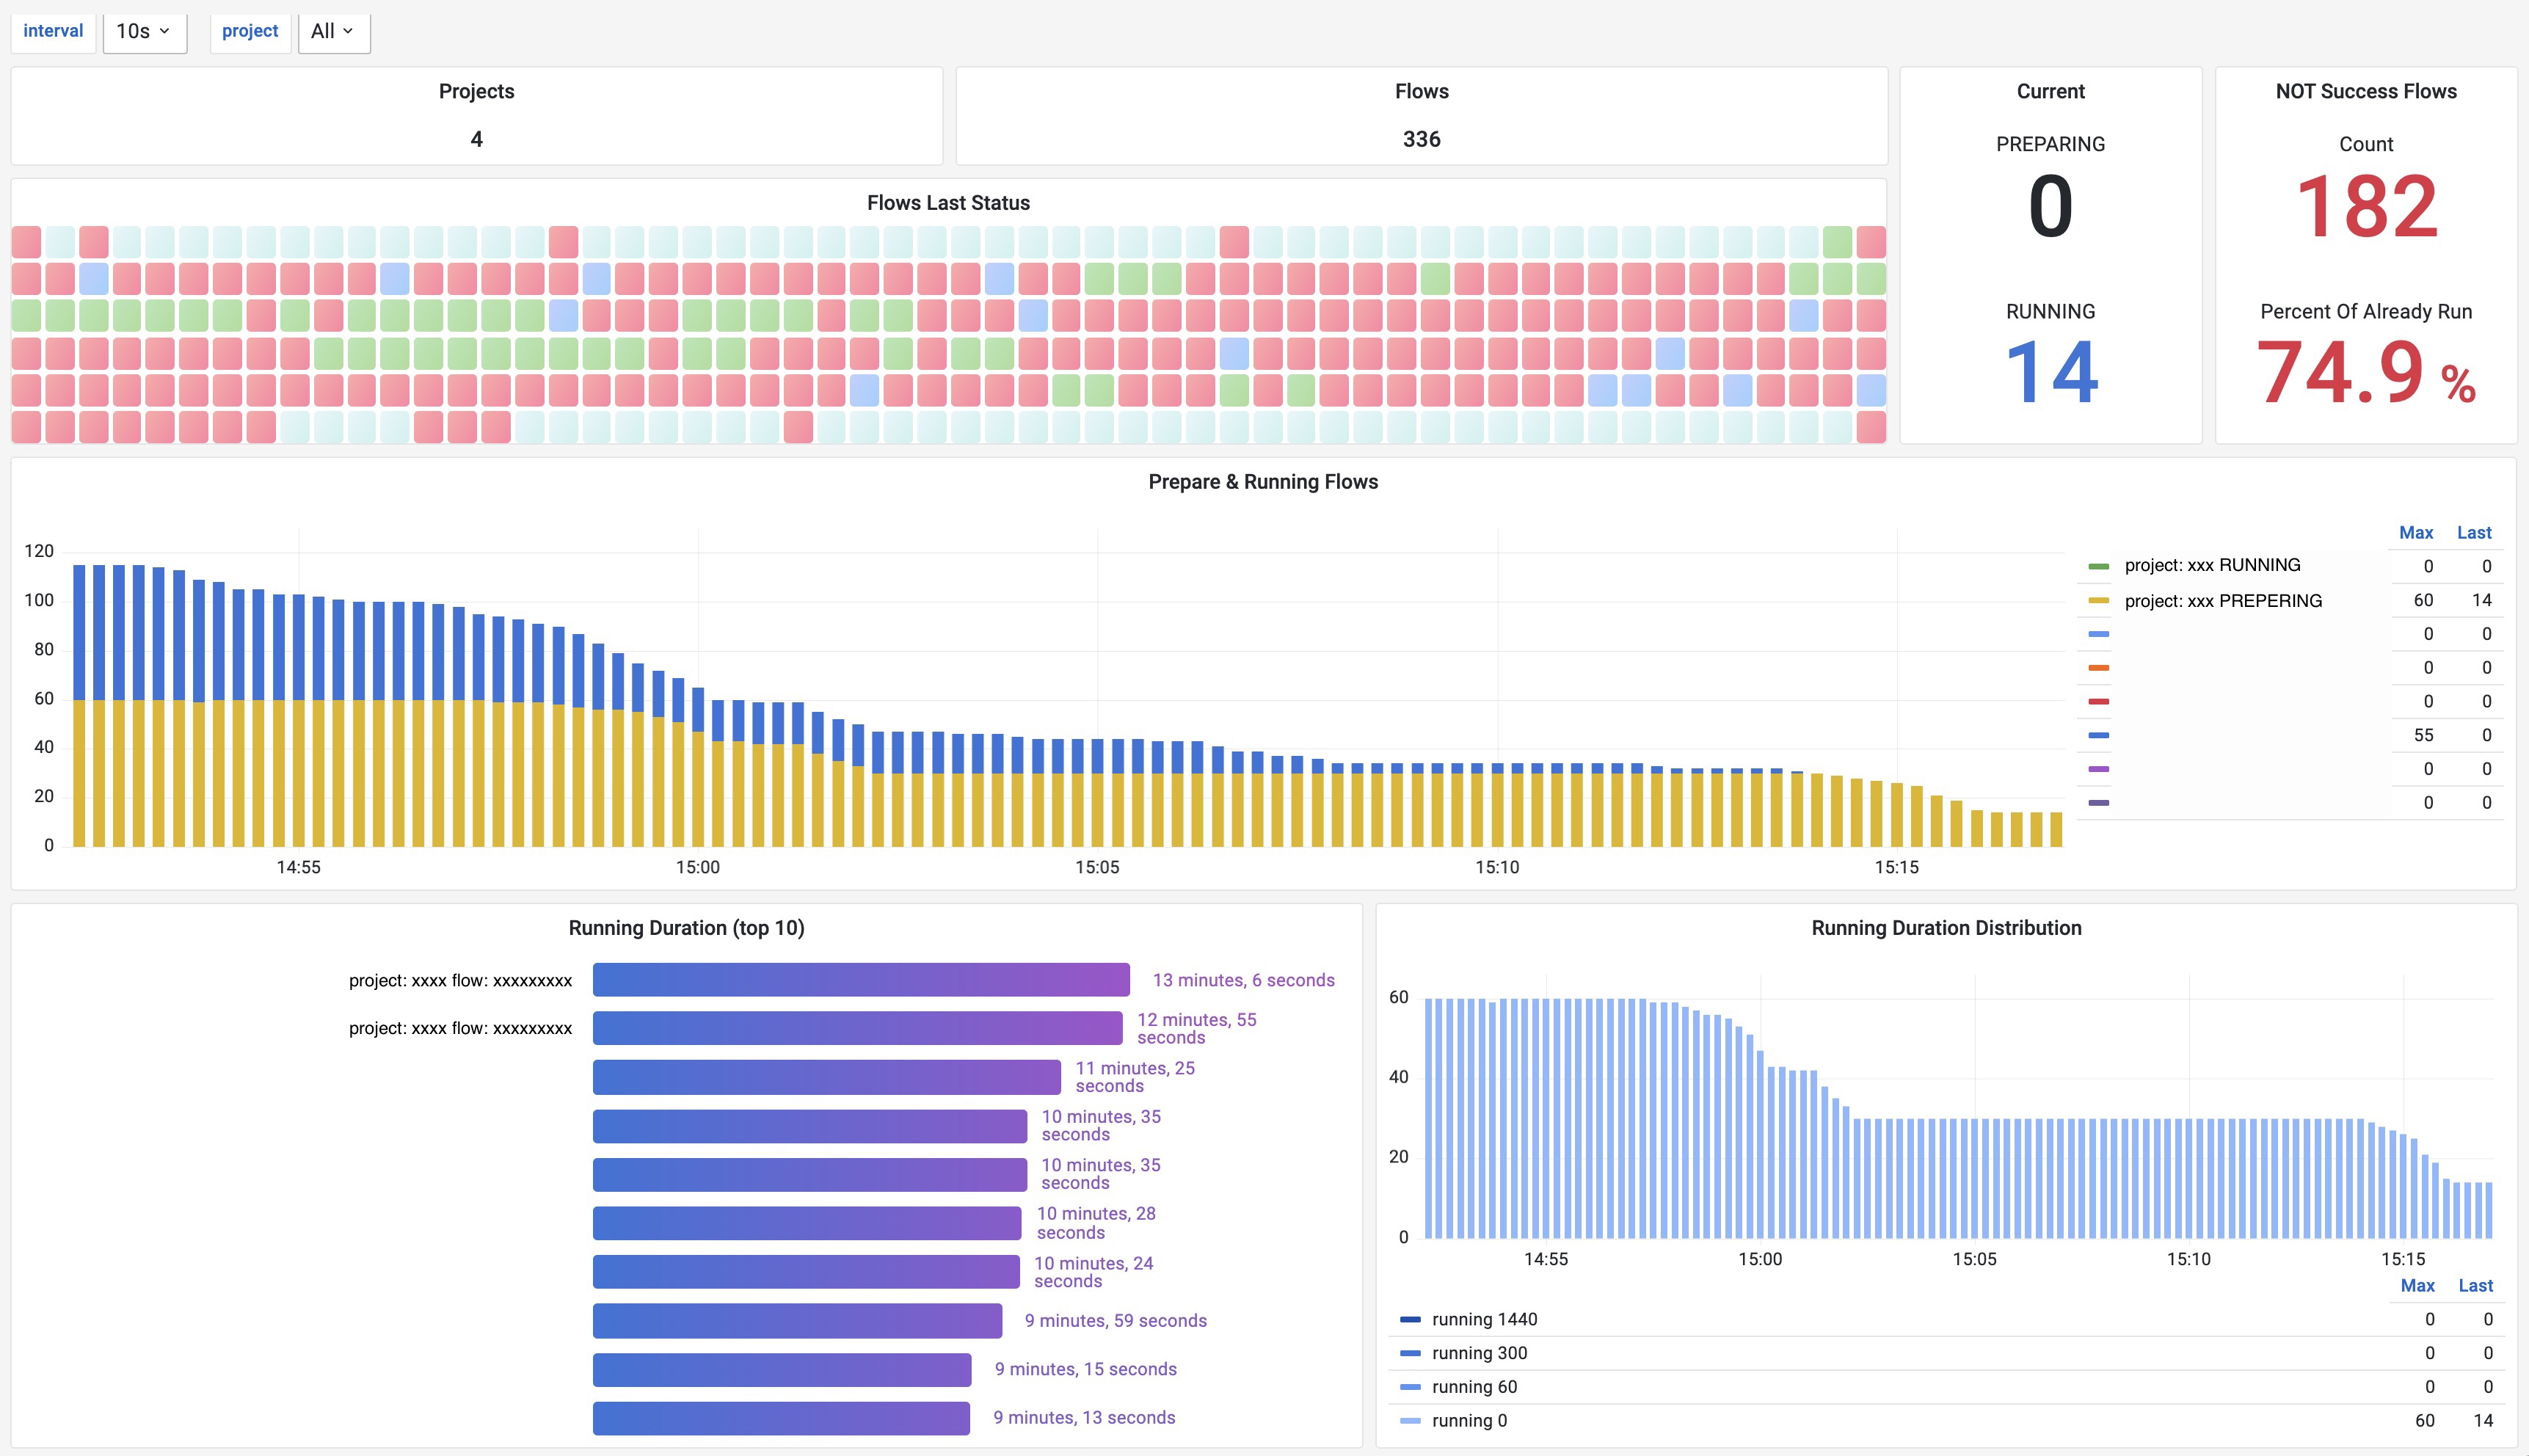 interval 10s project All
Projects
4
Flows
336
Current
PREPARING
0
RUNNING
14
NOT Success Flows
Count
182
Percent Of Already Run
74.9 %
Flows Last Status
Prepare & Running Flows
120
100
80
60
40
20
0
14:55 15:00 15:05 15:10 15:15
Max Last
project: xxx RUNNING 0 0
project: xxx PREPERING 60 14
0 0
0 0
0 0
55 0
0 0
0 0
Running Duration (top 10)
project: xxxx flow: xxxxxxxxx 13 minutes, 6 seconds
project: xxxx flow: xxxxxxxxx 12 minutes, 55
seconds
11 minutes, 25
seconds
10 minutes, 35
seconds
10 minutes, 35
seconds
10 minutes, 28
seconds
10 minutes, 24
seconds
9 minutes, 59 seconds
9 minutes, 15 seconds
9 minutes, 13 seconds
Running Duration Distribution
60
40
20
0
14:55 15:00 15:05 15:10 15:15
Max Last
running 1440 0 0
running 300 0 0
running 60 0 0
running 0 60 14